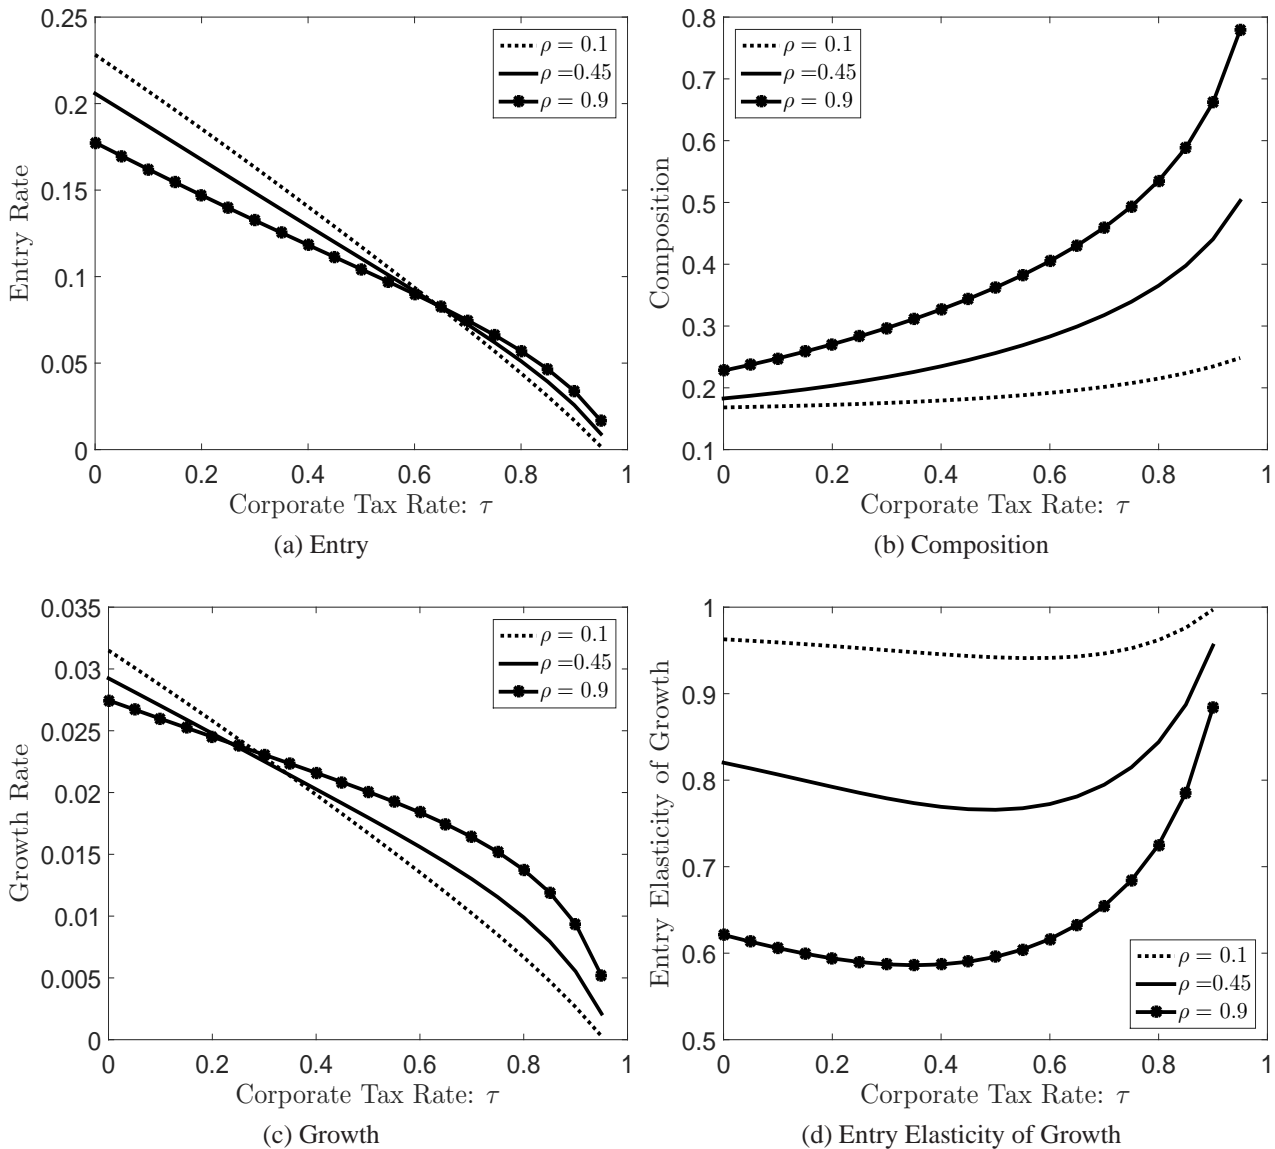 0.25
0.2
0.15
0.1
0.05
0
Entry Rate
ρ = 0.1
ρ =0.45
ρ = 0.9
0 0.2 0.4 0.6 0.8 1
Corporate Tax Rate: τ
(a) Entry
0.8
0.7
0.6
0.5
0.4
0.3
0.2
0.1
Composition
ρ = 0.1
ρ =0.45
ρ = 0.9
0 0.2 0.4 0.6 0.8 1
Corporate Tax Rate: τ
(b) Composition
0.035
0.03
0.025
0.02
0.015
0.01
0.005
0
Growth Rate
ρ = 0.1
ρ =0.45
ρ = 0.9
0 0.2 0.4 0.6 0.8 1
Corporate Tax Rate: τ
(c) Growth
1
0.9
0.8
0.7
0.6
0.5
Entry Elasticity of Growth
ρ = 0.1
ρ =0.45
ρ = 0.9
0 0.2 0.4 0.6 0.8 1
Corporate Tax Rate: τ
(d) Entry Elasticity of Growth